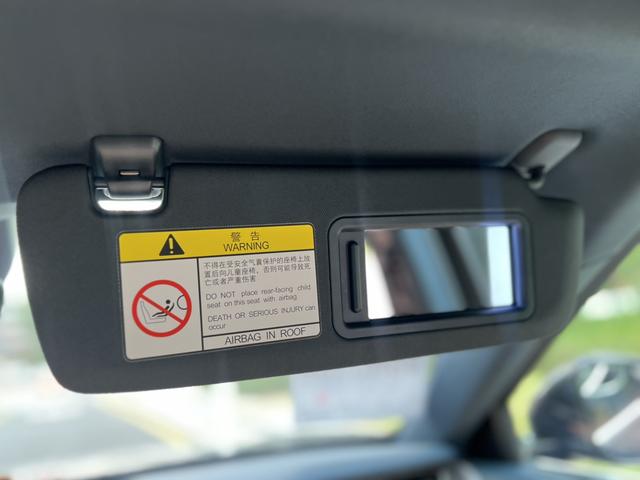 警告
WARNING
不得在受安全气囊保护的座椅上放
置后向儿童座椅，否则可能导致死
亡或者严重伤害
DO NOT place rear-facing child
seat on this seat with airbag
DEATH OR SERIOUS INJURY can
occur
AIRBAG IN ROOF